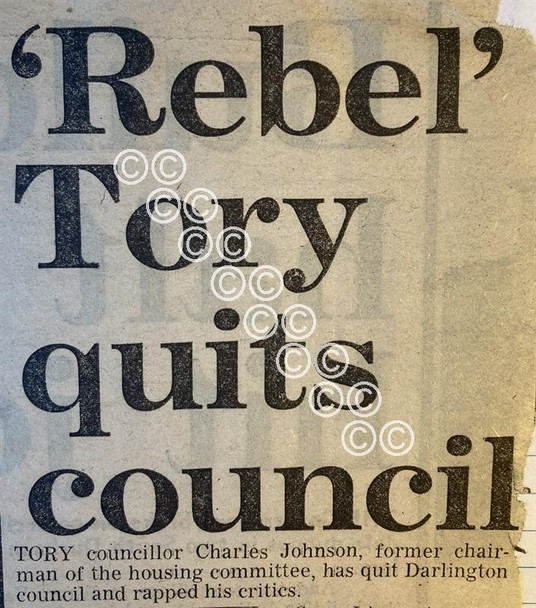 ‘Rebel’
Tory
quits
council
TORY councillor Charles Johnson, former chair-
man of the housing committee, has quit Darlington
council and rapped his critics.